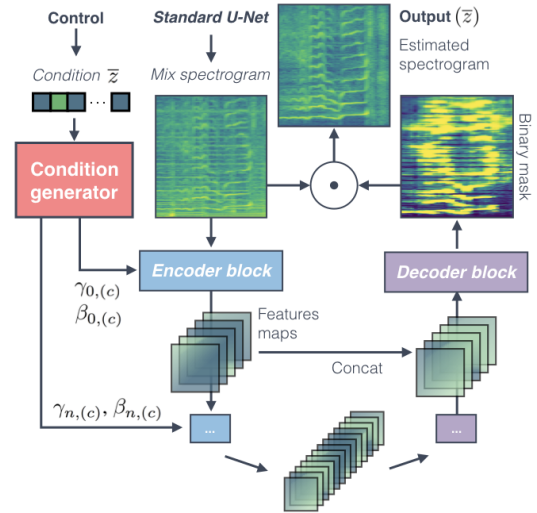 Control
Condition z̅
...
Condition
generator
γ0,(c)
β0,(c)
γn,(c), βn,(c)
Standard U-Net
Mix spectrogram
Encoder block
Features
maps
...
Concat
Output (z̅)
Estimated
spectrogram
Binary mask
Decoder block
...